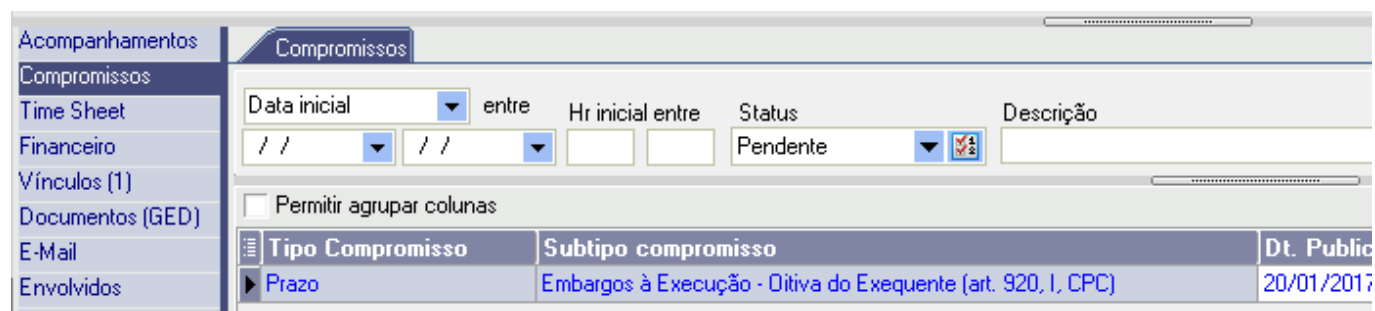 Acompanhamentos
Compromissos
Time Sheet
Financeiro
Vínculos (1)
Documentos (GED)
E-Mail
Envolvidos
Compromissos
Data inicial entre Hr inicial entre Status Descrição
/ / / / Pendente
Permitir agrupar colunas
Tipo Compromisso Subtipo compromisso Dt. Public
Prazo Embargos à Execução - Oitiva do Exequente (art. 920, I, CPC) 20/01/2017